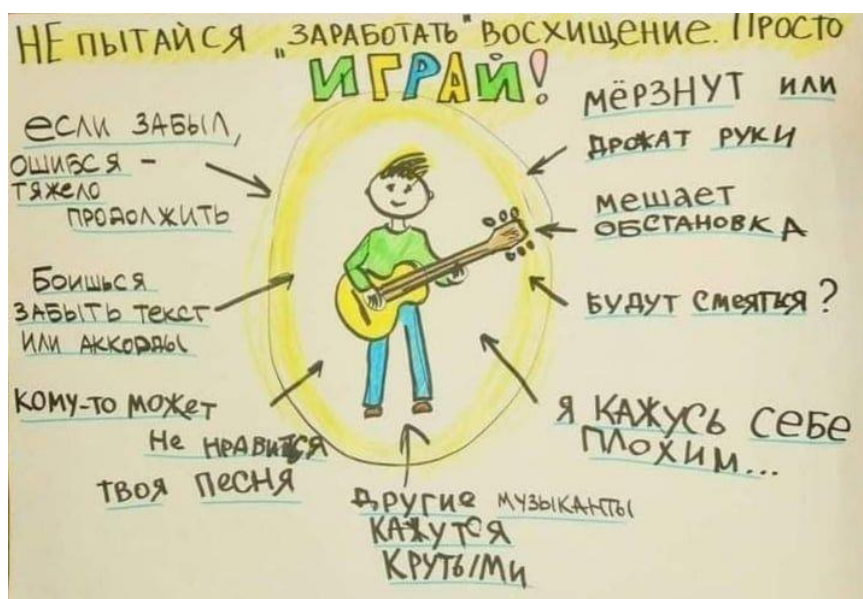 НЕ ПЫТАЙСЯ "ЗАРАБОТАТЬ" ВОСХИЩЕНИЕ. ПРОСТО
ИГРАЙ!
ЕСЛИ ЗАБЫЛ,
ОШИБСЯ -
ТЯЖЕЛО
ПРОДОЛЖИТЬ
БОИШЬСЯ
ЗАБЫТЬ ТЕКСТ
ИЛИ АККОРДЫ
КОМУ-ТО МОЖЕТ
НЕ НРАВИТСЯ
ТВОЯ ПЕСНЯ
ДРУГИЕ МУЗЫКАНТЫ
КАЖУТСЯ
КРУТЫМИ
МЁРЗНУТ ИЛИ
ДРОЖАТ РУКИ
МЕШАЕТ
ОБСТАНОВКА
БУДУТ СМЕЯТЬСЯ?
Я КАЖУСЬ СЕБЕ
ПЛОХИМ...